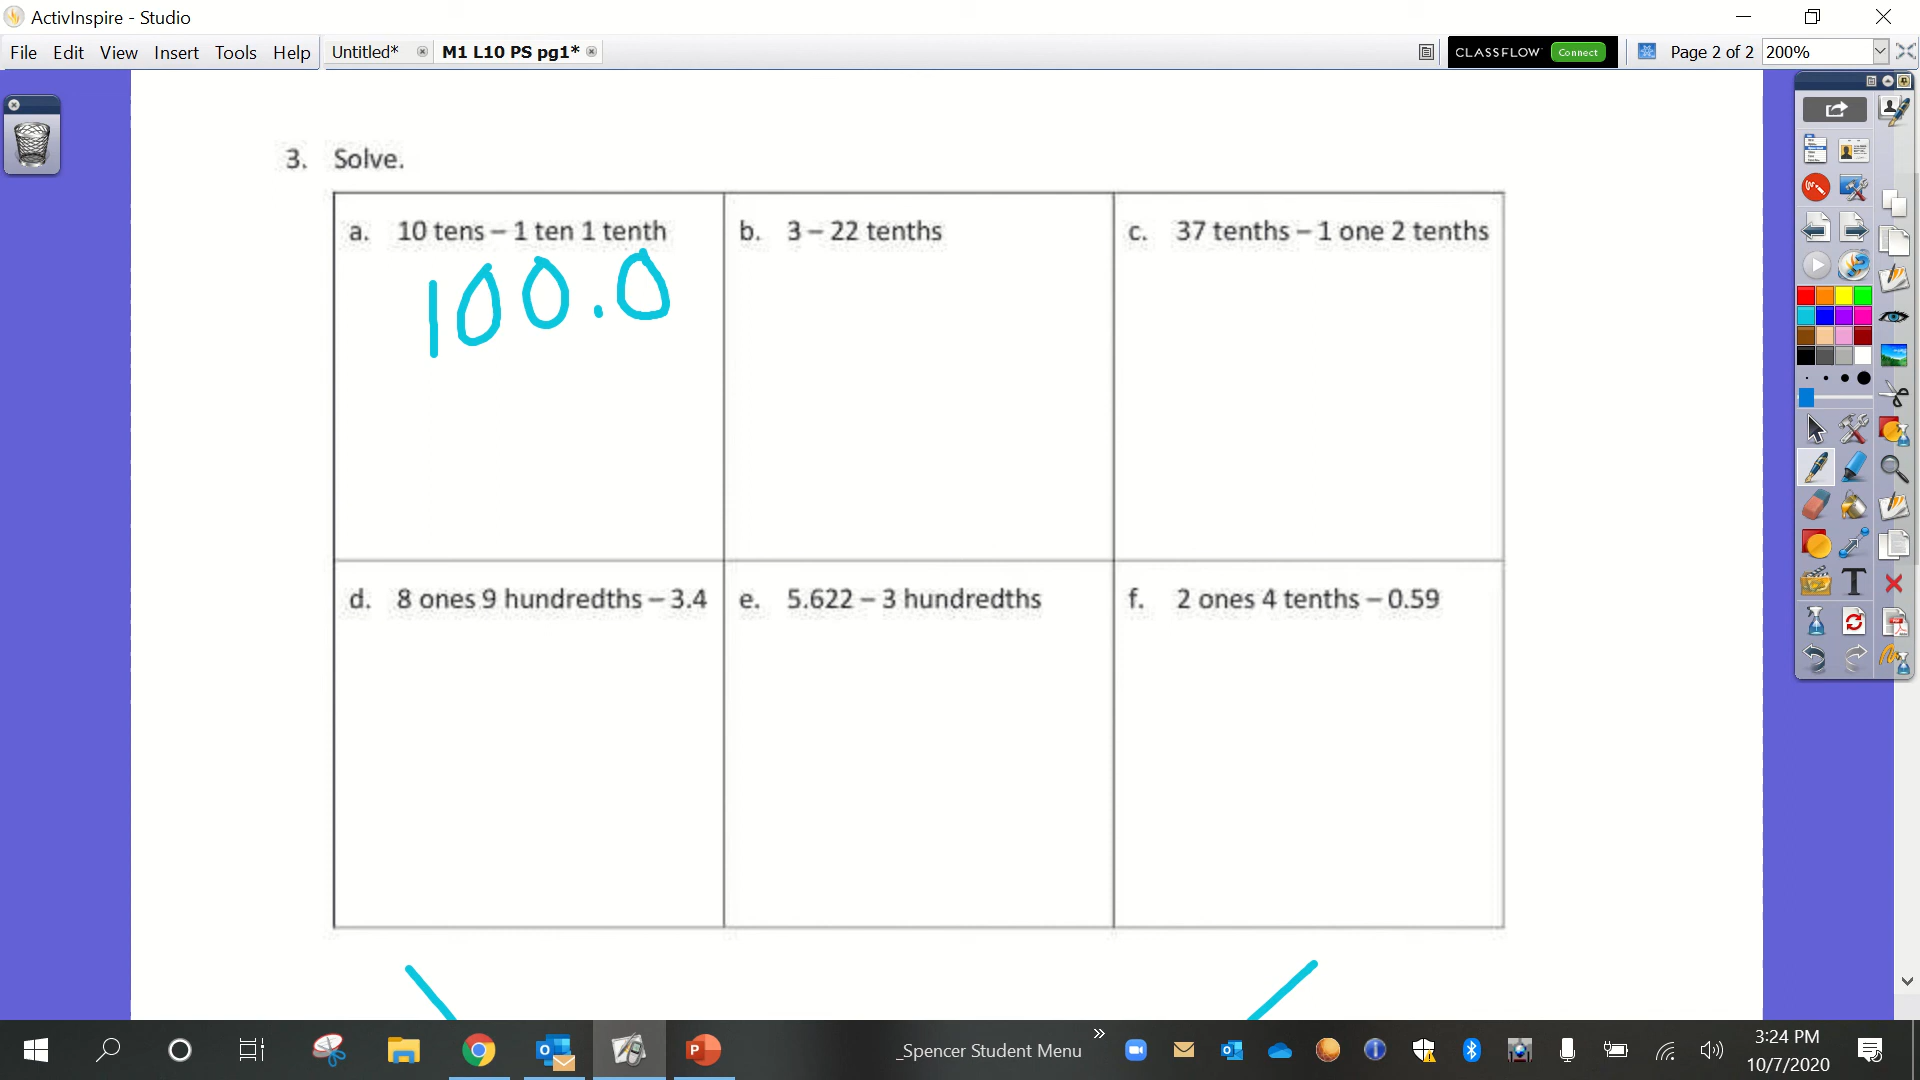 ActivInspire - Studio
File Edit View Insert Tools Help
Untitled* M1 L10 PS pg1*
CLASSFLOW Connect
Page 2 of 2 200%
3. Solve.
a. 10 tens – 1 ten 1 tenth
100.0
b. 3 – 22 tenths
c. 37 tenths – 1 one 2 tenths
d. 8 ones 9 hundredths – 3.4
e. 5.622 – 3 hundredths
f. 2 ones 4 tenths – 0.59
_Spencer Student Menu
3:24 PM
10/7/2020